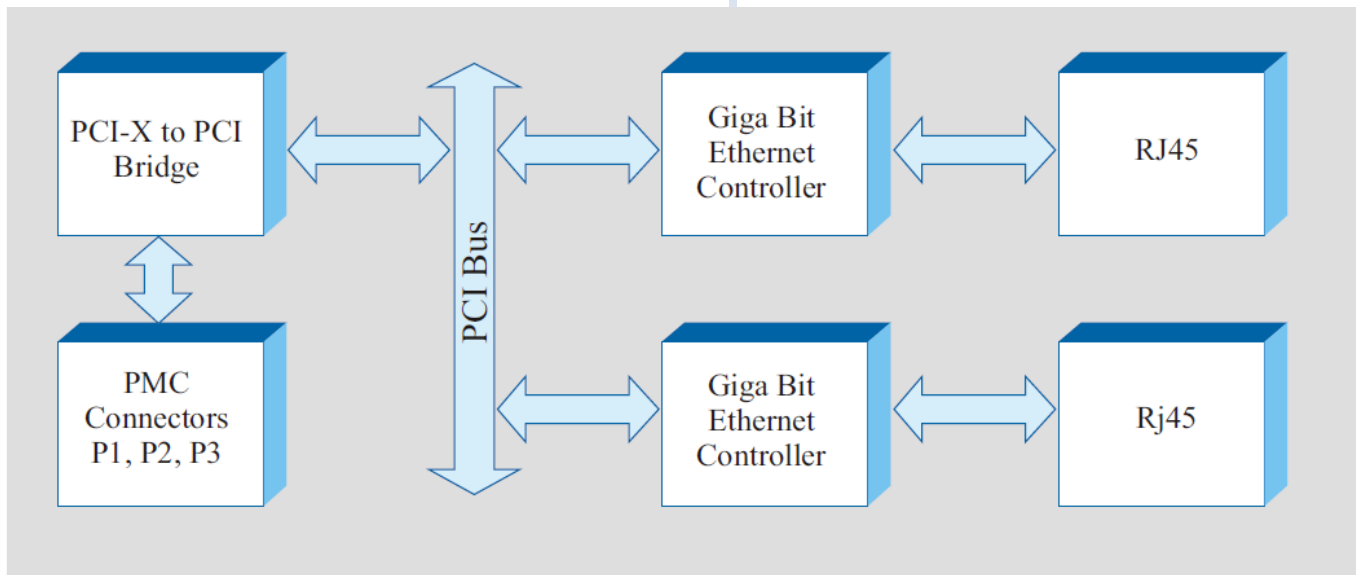 PCI-X to PCI
Bridge
PMC
Connectors
P1, P2, P3
PCI Bus
Giga Bit
Ethernet
Controller
RJ45
Giga Bit
Ethernet
Controller
Rj45